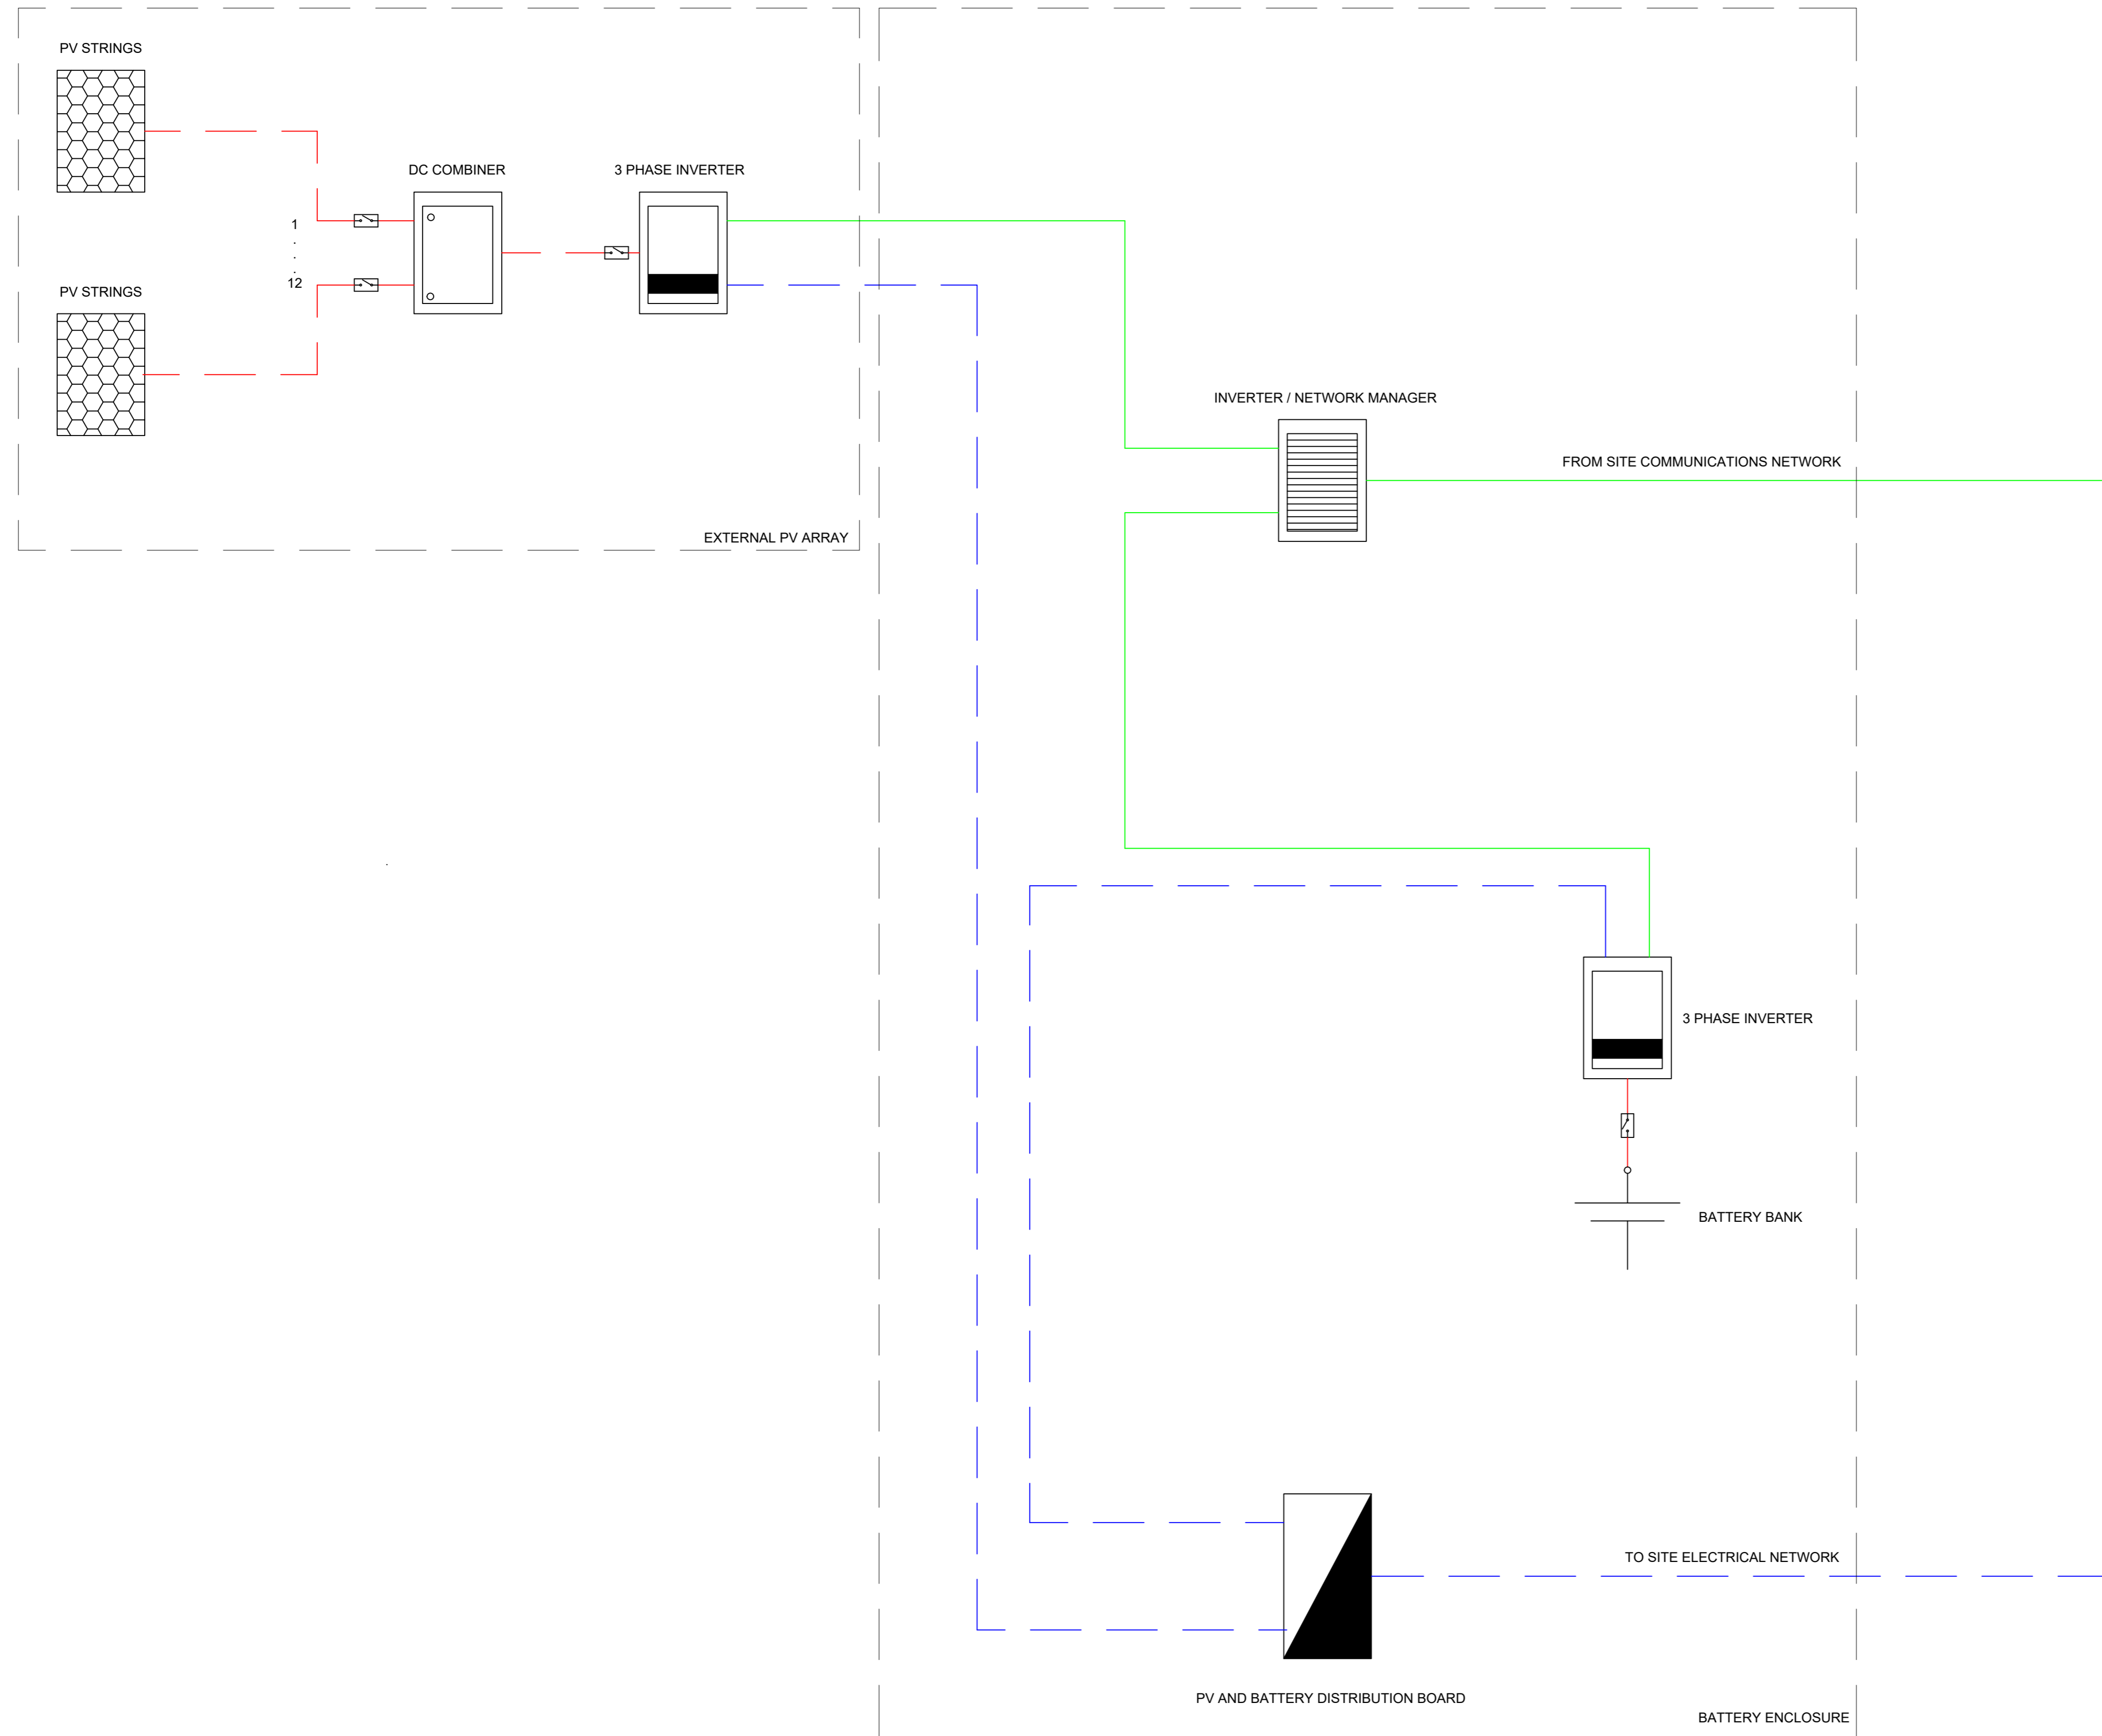 PV STRINGS
DC COMBINER
3 PHASE INVERTER
1
.
.
.
12
PV STRINGS
INVERTER / NETWORK MANAGER
FROM SITE COMMUNICATIONS NETWORK
EXTERNAL PV ARRAY
3 PHASE INVERTER
BATTERY BANK
TO SITE ELECTRICAL NETWORK
PV AND BATTERY DISTRIBUTION BOARD
BATTERY ENCLOSURE